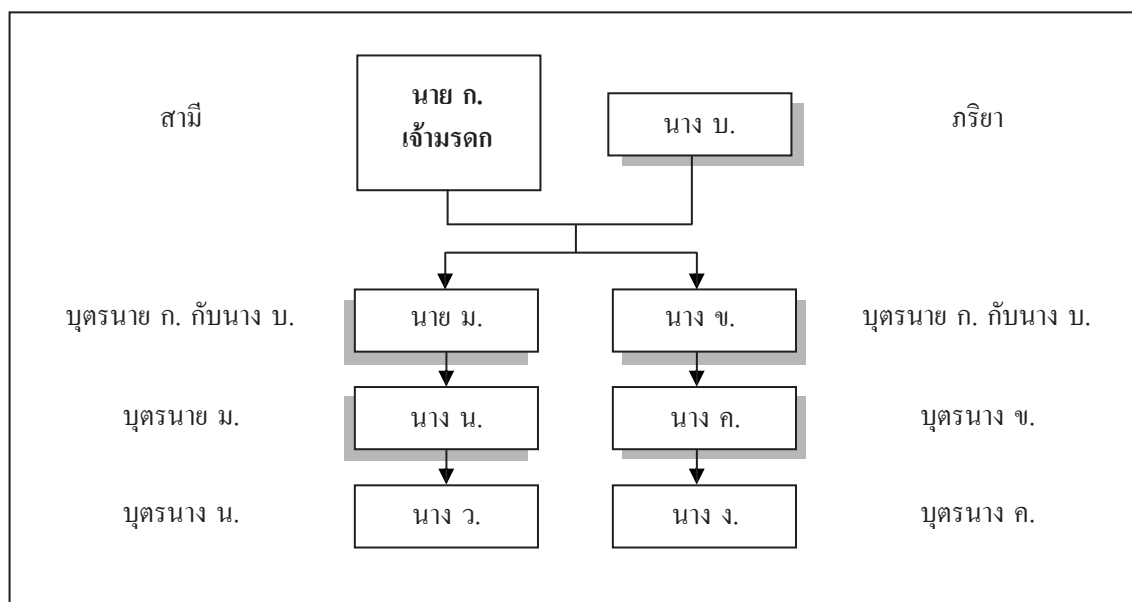 นาย ก.
เจ้ามรดก
สามี
นาง บ.
ภริยา
บุตรนาย ก. กับนาง บ.
นาย ม.
นาง ข.
บุตรนาย ก. กับนาง บ.
บุตรนาย ม.
นาง น.
นาง ค.
บุตรนาง ข.
บุตรนาง น.
นาง ว.
นาง ง.
บุตรนาง ค.